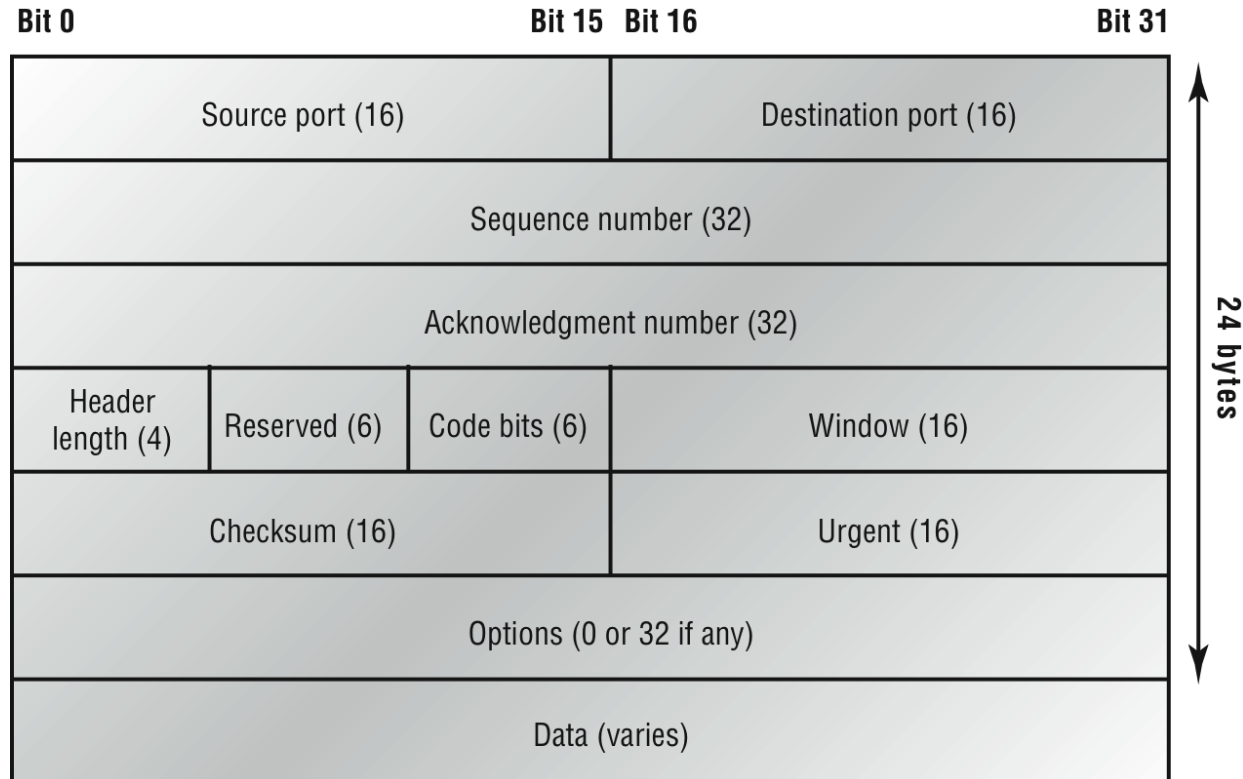 Bit 0 Bit 15 Bit 16 Bit 31
Source port (16) Destination port (16)
Sequence number (32)
Acknowledgment number (32)
Header
length (4) Reserved (6) Code bits (6) Window (16)
Checksum (16) Urgent (16)
Options (0 or 32 if any)
Data (varies)
24 bytes